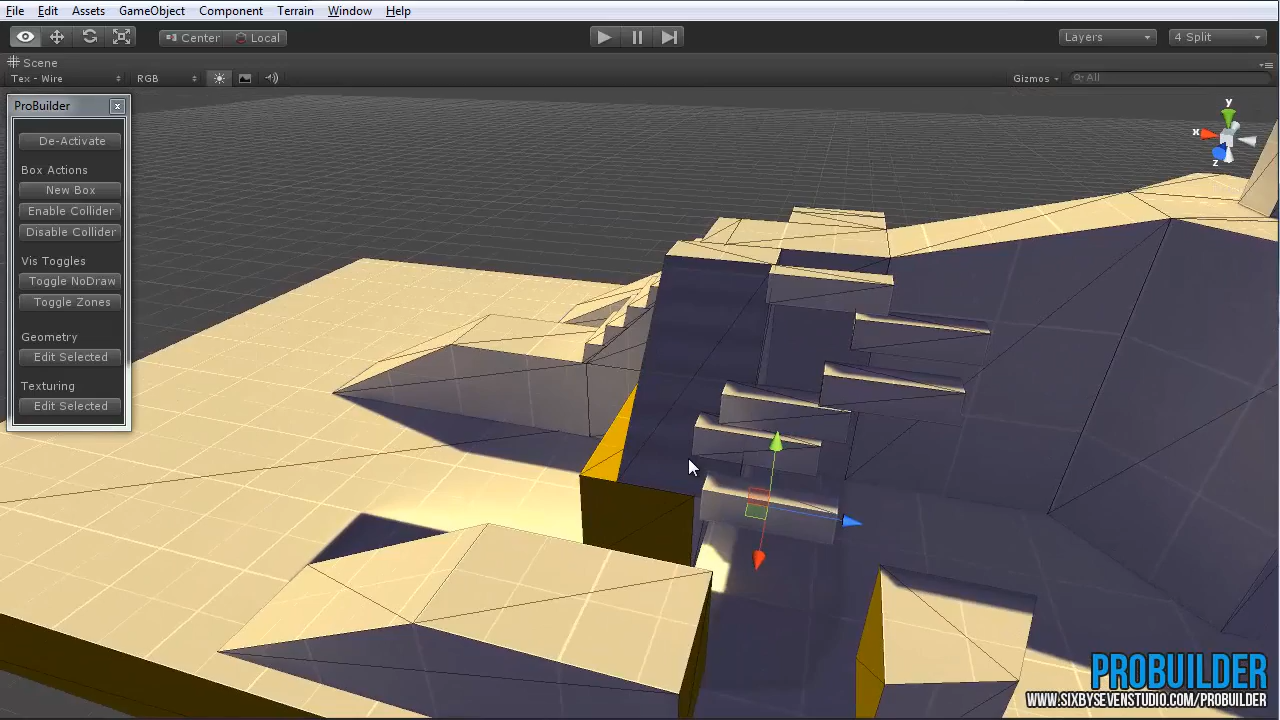 File Edit Assets GameObject Component Terrain Window Help
Center Local Layers 4 Split
Scene
Tex - Wire RGB Gizmos All
ProBuilder x
De-Activate
Box Actions
New Box
Enable Collider
Disable Collider
Vis Toggles
Toggle NoDraw
Toggle Zones
Geometry
Edit Selected
Texturing
Edit Selected
y
x
z
PROBUILDER
WWW.SIXBYSEVENSTUDIO.COM/PROBUILDER